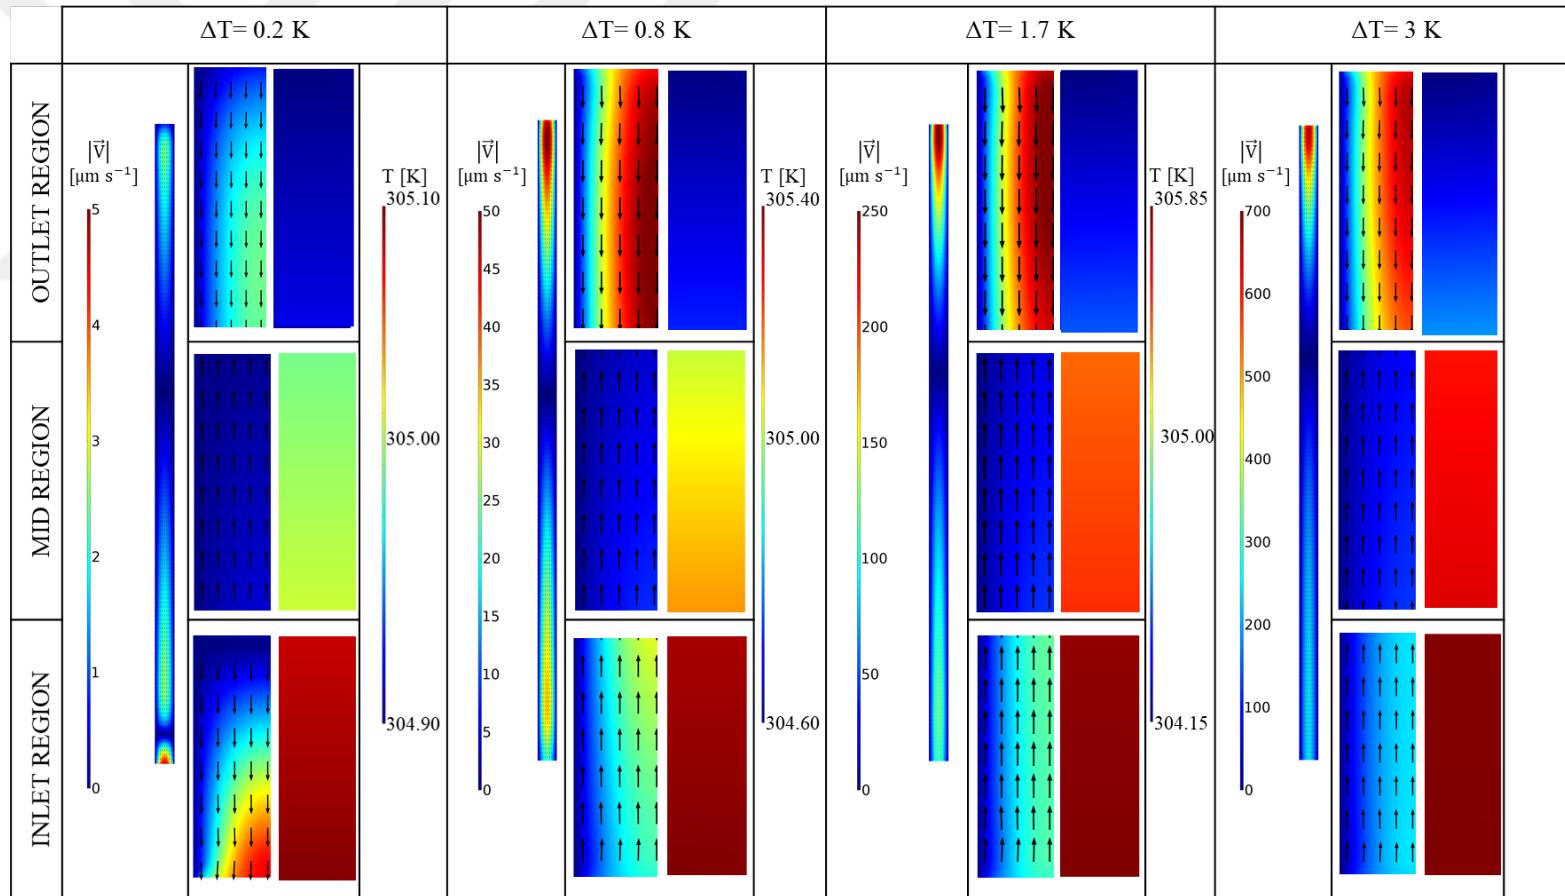 ΔT= 0.2 K
ΔT= 0.8 K
ΔT= 1.7 K
ΔT= 3 K
OUTLET REGION
MID REGION
INLET REGION
|V⃗|
[μm s⁻¹]
5
4
3
2
1
0
T [K]
305.10
305.00
304.90
|V⃗|
[μm s⁻¹]
50
45
40
35
30
25
20
15
10
5
0
T [K]
305.40
305.00
304.60
|V⃗|
[μm s⁻¹]
250
200
150
100
50
0
T [K]
305.85
305.00
304.15
|V⃗|
[μm s⁻¹]
700
600
500
400
300
200
100
0